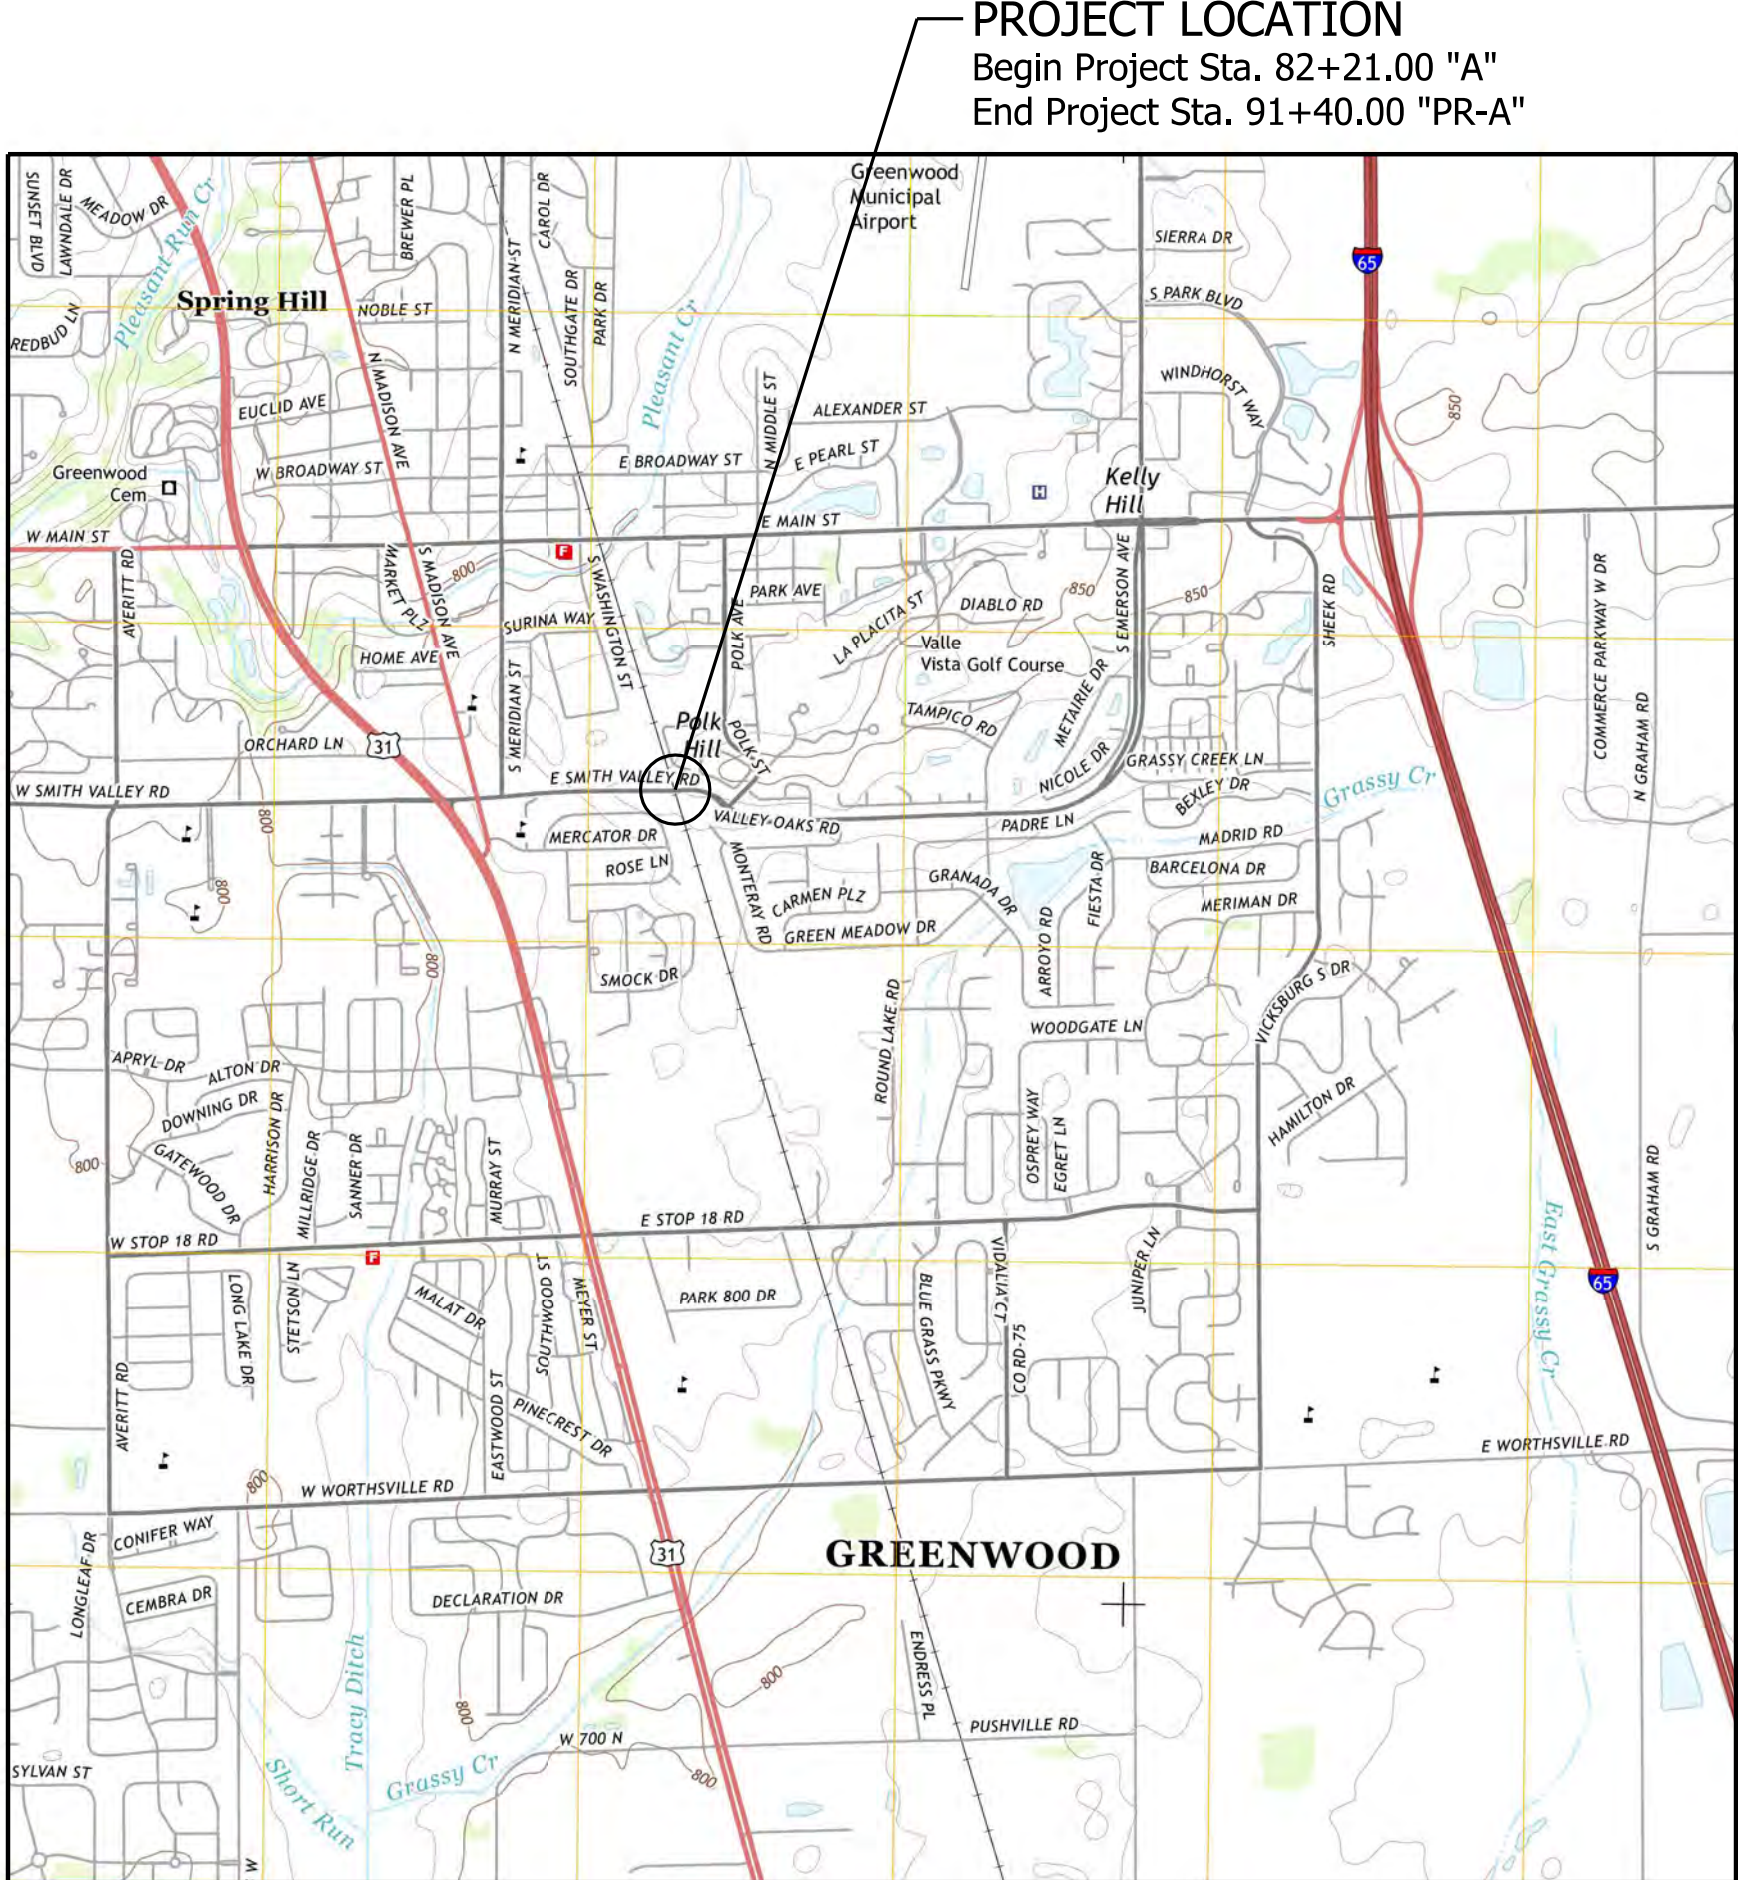 PROJECT LOCATION
Begin Project Sta. 82+21.00 "A"
End Project Sta. 91+40.00 "PR-A"
SUNSET BLVD
LAWNDALE DR
MEADOW DR
Pleasant Run Cr
BREWER PL
N MERIDIAN ST
CAROL DR
SOUTHGATE DR
PARK DR
Pleasant Cr
Greenwood
Municipal
Airport
SIERRA DR
65
S PARK BLVD
Spring Hill
NOBLE ST
REDBUD LN
N MADISON AVE
EUCLID AVE
W BROADWAY ST
Greenwood
Cem
E BROADWAY ST
N MIDDLE ST
ALEXANDER ST
E PEARL ST
WINDHORST WAY
850
Kelly
Hill
H
W MAIN ST
E MAIN ST
F
AVERITT RD
MARKET PLZ
S MADISON AVE
800
SURINA WAY
S WASHINGTON ST
HOME AVE
POLK AVE
PARK AVE
LA PLACITA ST
DIABLO RD
850
850
S EMERSON AVE
SHEEK RD
COMMERCE PARKWAY W DR
N GRAHAM RD
Valle
Vista Golf Course
METAIRIE DR
TAMPICO RD
NICOLE DR
S MERIDIAN ST
ORCHARD LN
31
Polk
Hill
POLK ST
E SMITH VALLEY RD
W SMITH VALLEY RD
GRASSY CREEK LN
BEXLEY DR
Grassy Cr
VALLEY OAKS RD
PADRE LN
MERCATOR DR
ROSE LN
MADRID RD
BARCELONA DR
MERIMAN DR
800
800
800
MONTERAY RD
CARMEN PLZ
GREEN MEADOW DR
GRANADA DR
ARROYO RD
FIESTA DR
SMOCK DR
ROUND LAKE RD
VICKSBURG S DR
WOODGATE LN
APRYL DR
ALTON DR
DOWNING DR
HARRISON DR
GATEWOOD DR
MILLRIDGE DR
SANNER DR
MURRAY ST
800
OSPREY WAY
EGRET LN
HAMILTON DR
W STOP 18 RD
E STOP 18 RD
F
S GRAHAM RD
East Grassy Cr
65
LONG LAKE DR
STETSON LN
MALAT DR
SOUTHWOOD ST
MEYER ST
PARK 800 DR
BLUE GRASS PKWY
VIDALIA CT
CO RD 75
JUNIPER LN
AVERITT RD
EASTWOOD ST
PINECREST DR
E WORTHSVILLE RD
W WORTHSVILLE RD
800
CONIFER WAY
LONGLEAF DR
CEMBRA DR
31
GREENWOOD
DECLARATION DR
ENDRESS PL
800
800
Tracy Ditch
W 700 N
PUSHVILLE RD
Grassy Cr
800
SYLVAN ST
Short Run
W